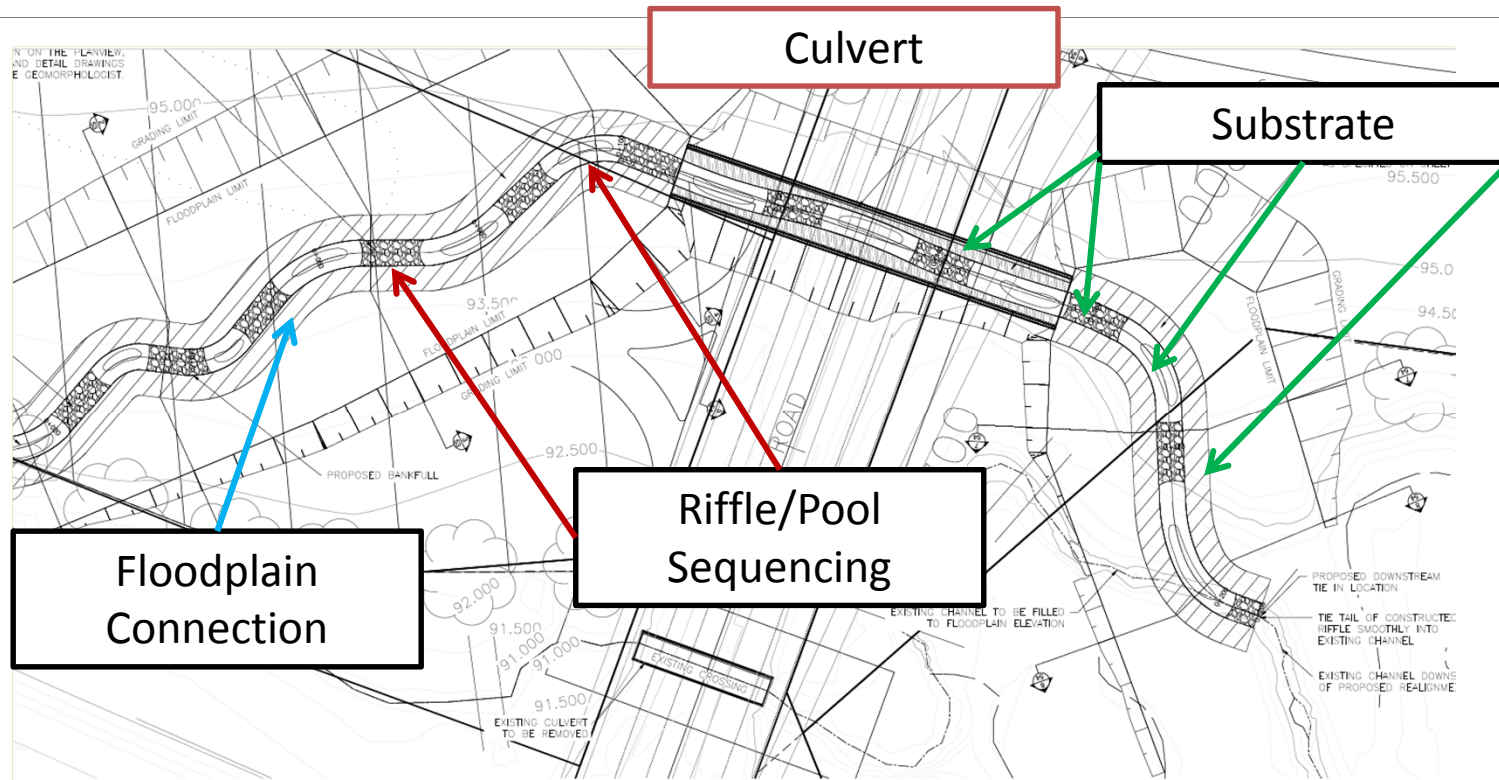 Culvert
N ON THE PLANVIEW,
ND DETAIL DRAWINGS
E GEOMORPHOLOGIST.
95.000
GRADING LIMIT
FLOODPLAIN LIMIT
Substrate
95.500
95.0
94.50
GRADING LIMIT
FLOODPLAIN LIMIT
93.500
FLOODPLAIN LIMIT
000
GRADING LIMIT
ROAD
92.500
PROPOSED BANKFULL
Riffle/Pool
Sequencing
Floodplain
Connection
92.000
91.500
91.000
91.000
91.500
EXISTING CROSSING
EXISTING CULVERT
TO BE REMOVED
EXISTING CHANNEL TO BE FILLED
TO FLOODPLAIN ELEVATION
PROPOSED DOWNSTREAM
TIE IN LOCATION
TIE TAIL OF CONSTRUCTED
RIFFLE SMOOTHLY INTO
EXISTING CHANNEL
EXISTING CHANNEL DOWNS
OF PROPOSED REALIGNME